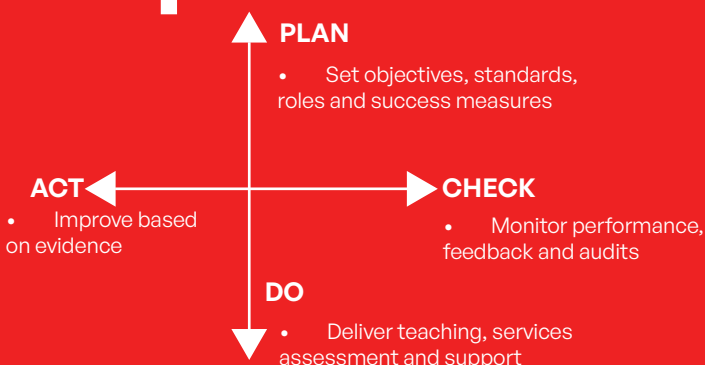 PLAN
• Set objectives, standards,
roles and success measures
ACT
• Improve based
on evidence
CHECK
• Monitor performance,
feedback and audits
DO
• Deliver teaching, services
assessment and support